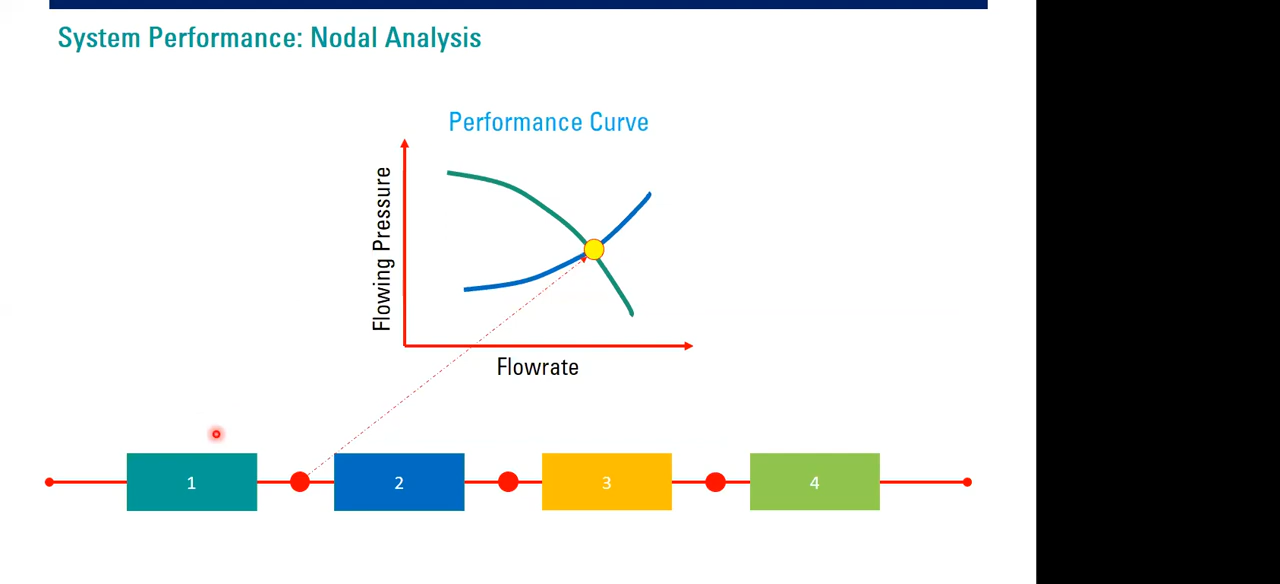 System Performance: Nodal Analysis
Performance Curve
Flowing Pressure
Flowrate
1
2
3
4